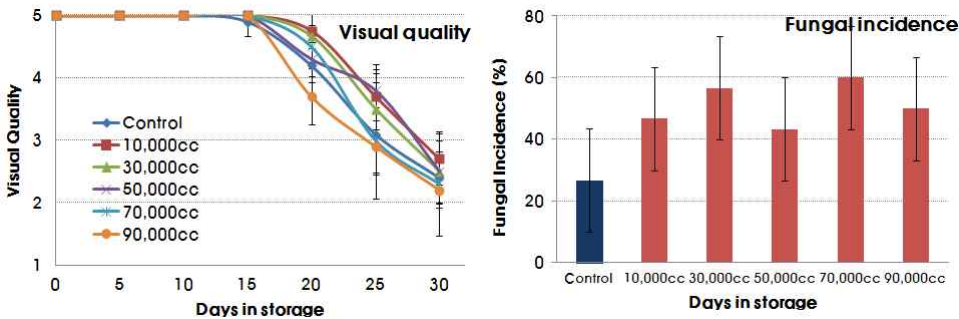 Visual quality
Visual Quality
5
4
3
2
1
Control
10,000cc
30,000cc
50,000cc
70,000cc
90,000cc
0 5 10 15 20 25 30
Days in storage
Fungal incidence
Fungal Incidence (%)
80
60
40
20
0
Control 10,000cc 30,000cc 50,000cc 70,000cc 90,000cc
Days in storage